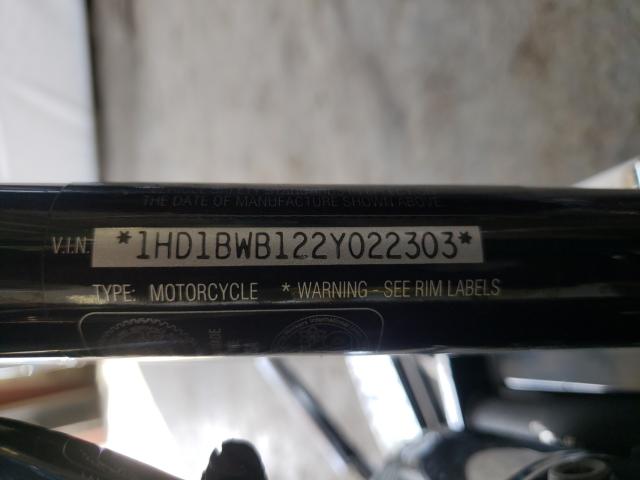 THE DATE OF MANUFACTURE SHOWN ABOVE.
V.I.N. *1HD1BWB122Y022303*
TYPE: MOTORCYCLE * WARNING - SEE RIM LABELS